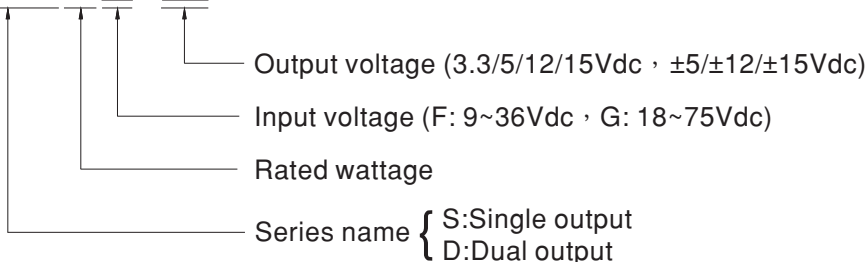 Output voltage (3.3/5/12/15Vdc，±5/±12/±15Vdc)
Input voltage (F: 9~36Vdc，G: 18~75Vdc)
Rated wattage
Series name { S:Single output
D:Dual output